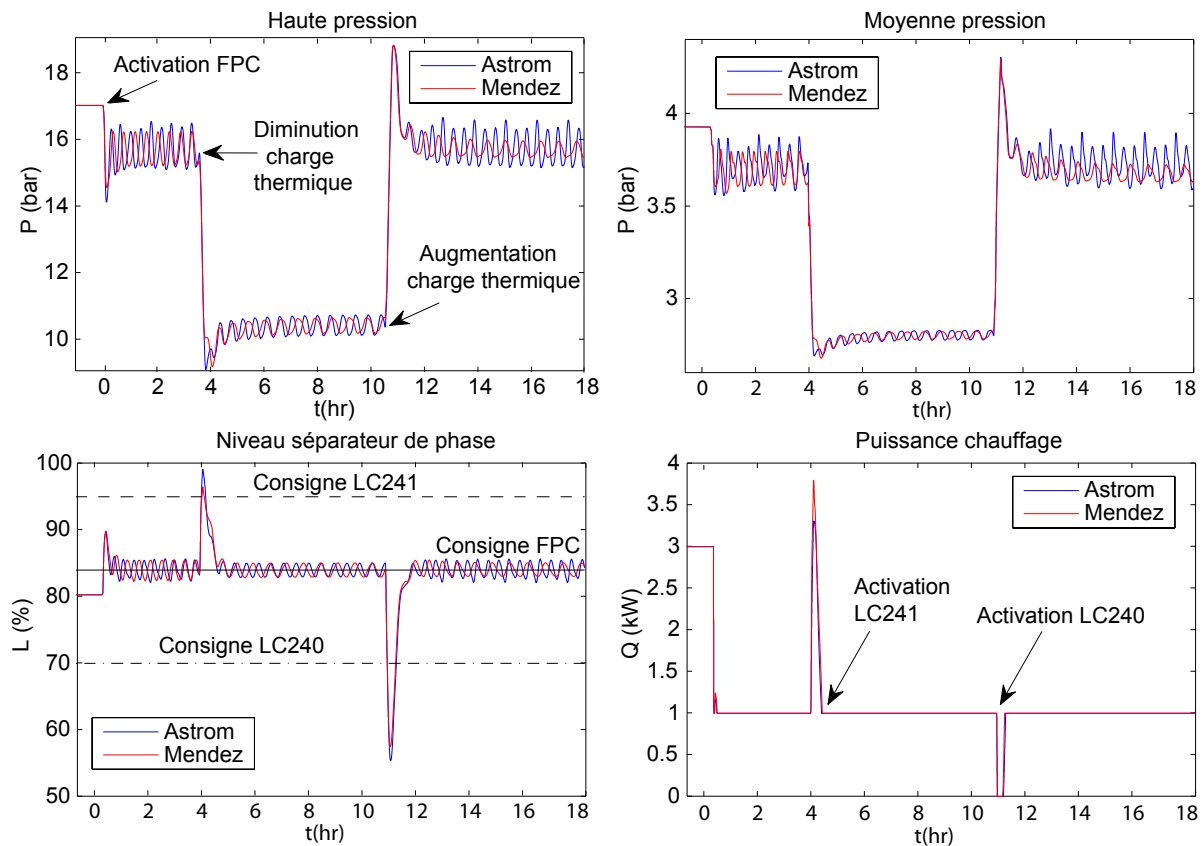 Haute pression
18
16
14
12
10
P (bar)
0 2 4 6 8 10 12 14 16 18
t(hr)
Activation FPC
Diminution
charge
thermique
Augmentation
charge thermique
Astrom
Mendez
Moyenne pression
4
3.5
3
P (bar)
0 2 4 6 8 10 12 14 16 18
t(hr)
Astrom
Mendez
Niveau séparateur de phase
100
90
80
70
60
50
L (%)
0 2 4 6 8 10 12 14 16 18
t(hr)
Consigne LC241
Consigne FPC
Consigne LC240
Astrom
Mendez
Puissance chauffage
4
3.5
3
2.5
2
1.5
1
0.5
0
Q (kW)
0 2 4 6 8 10 12 14 16 18
t(hr)
Astrom
Mendez
Activation
LC241
Activation LC240